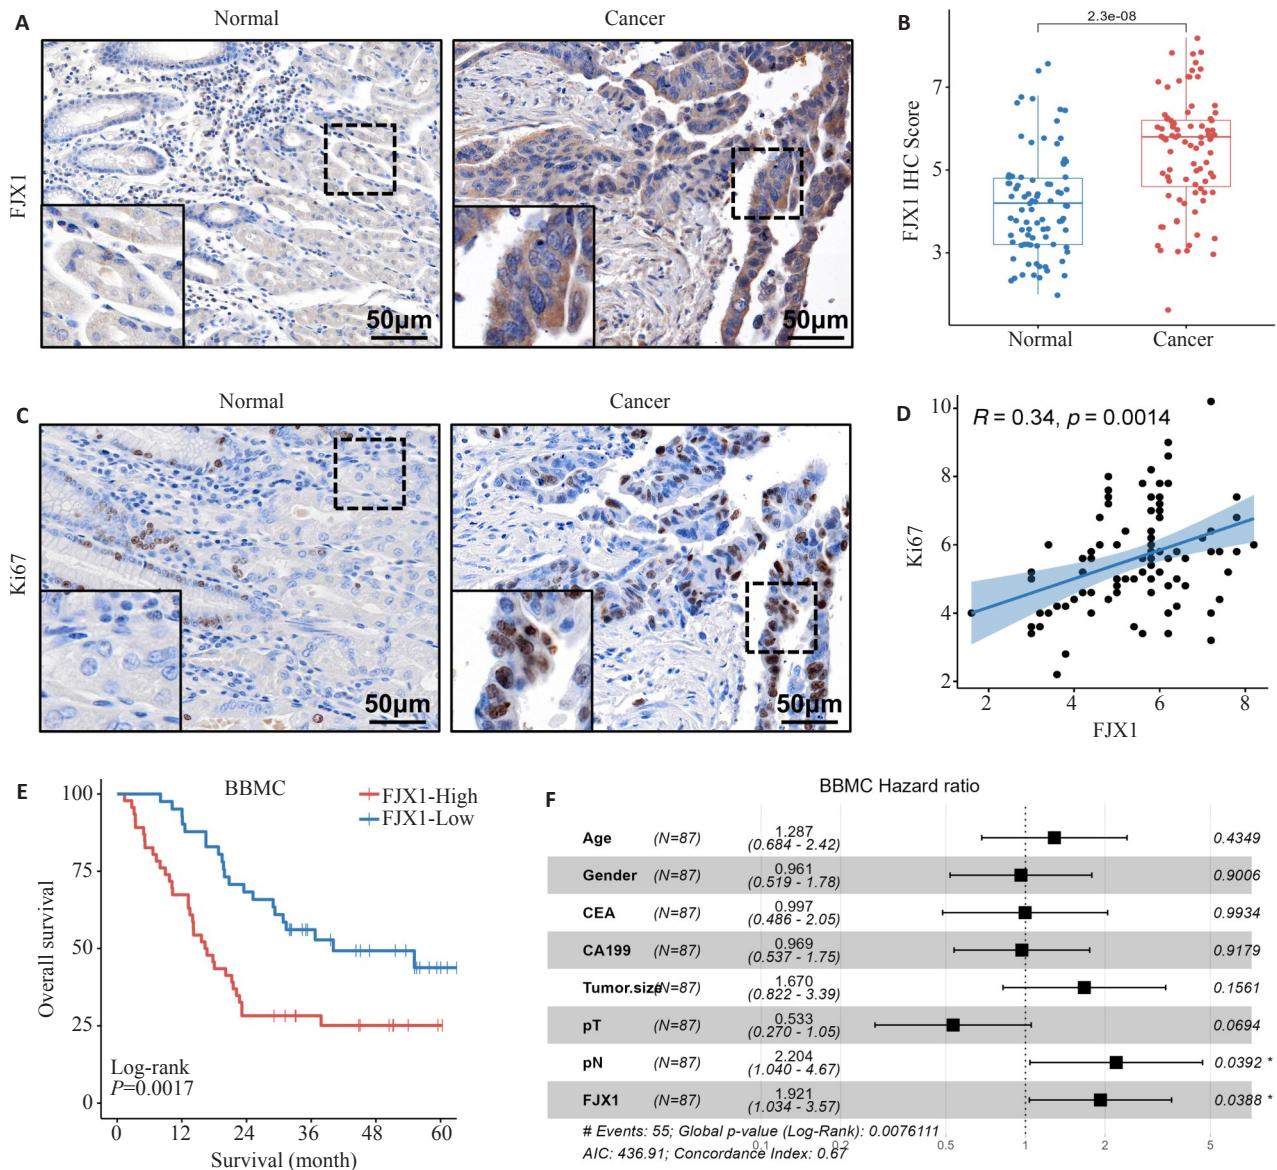 A
Normal
Cancer
FJX1
50μm
50μm
B
2.3e-08
FJX1 IHC Score
7
5
3
Normal
Cancer
C
Normal
Cancer
Ki67
50μm
50μm
D
R = 0.34, p = 0.0014
Ki67
10
8
6
4
2
2 4 6 8
FJX1
E
BBMC
FJX1-High
FJX1-Low
Overall survival
100
75
50
25
0
Log-rank
P=0.0017
0 12 24 36 48 60
Survival (month)
F
BBMC Hazard ratio
Age (N=87) 1.287 (0.684 - 2.42) 0.4349
Gender (N=87) 0.961 (0.519 - 1.78) 0.9006
CEA (N=87) 0.997 (0.486 - 2.05) 0.9934
CA199 (N=87) 0.969 (0.537 - 1.75) 0.9179
Tumor.size (N=87) 1.670 (0.822 - 3.39) 0.1561
pT (N=87) 0.533 (0.270 - 1.05) 0.0694
pN (N=87) 2.204 (1.040 - 4.67) 0.0392 *
FJX1 (N=87) 1.921 (1.034 - 3.57) 0.0388 *
# Events: 55; Global p-value (Log-Rank): 0.0076111
AIC: 436.91; Concordance Index: 0.67
0.1 0.2 0.5 1 2 5